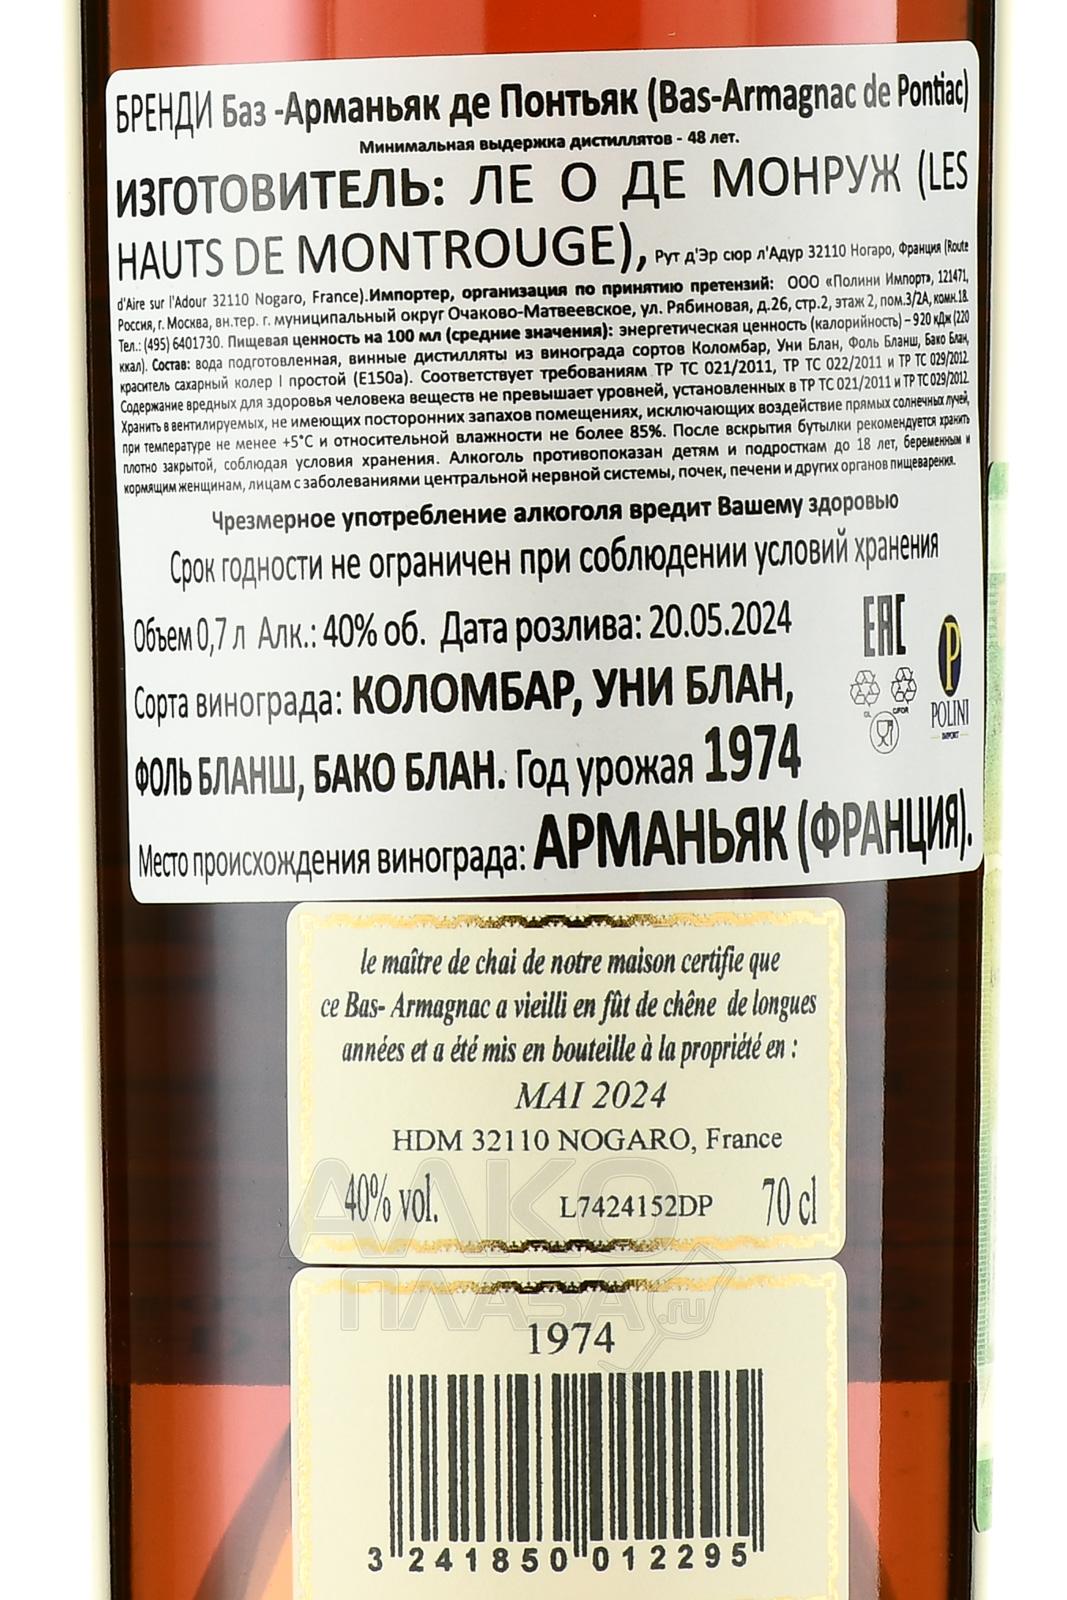 БРЕНДИ Баз -Арманьяк де Понтьяк (Bas-Armagnac de Pontiac)
Минимальная выдержка дистиллятов - 48 лет.
ИЗГОТОВИТЕЛЬ: ЛЕ О ДЕ МОНРУЖ (LES
HAUTS DE MONTROUGE), Рут д'Эр сюр л'Адур 32110 Ногаро, Франция (Route
d'Aire sur l'Adour 32110 Nogaro, France).Импортер, организация по принятию претензий: ООО «Полини Импорт», 121471,
Россия, г. Москва, вн.тер. г. муниципальный округ Очаково-Матвеевское, ул. Рябиновая, д.26, стр.2, этаж 2, пом.3/2А, комн.18.
Тел.: (495) 6401730. Пищевая ценность на 100 мл (средние значения): энергетическая ценность (калорийность) – 920 кДж (220
ккал). Состав: вода подготовленная, винные дистилляты из винограда сортов Коломбар, Уни Блан, Фоль Бланш, Бако Блан,
краситель сахарный колер I простой (Е150а). Соответствует требованиям ТР ТС 021/2011, ТР ТС 022/2011 и ТР ТС 029/2012.
Содержание вредных для здоровья человека веществ не превышает уровней, установленных в ТР ТС 021/2011 и ТР ТС 029/2012.
Хранить в вентилируемых, не имеющих посторонних запахов помещениях, исключающих воздействие прямых солнечных лучей,
при температуре не менее +5°С и относительной влажности не более 85%. После вскрытия бутылки рекомендуется хранить
плотно закрытой, соблюдая условия хранения. Алкоголь противопоказан детям и подросткам до 18 лет, беременным и
кормящим женщинам, лицам с заболеваниями центральной нервной системы, почек, печени и других органов пищеварения.
Чрезмерное употребление алкоголя вредит Вашему здоровью
Срок годности не ограничен при соблюдении условий хранения
Объем 0,7 л Алк.: 40% об. Дата розлива: 20.05.2024
EAC
Сорта винограда: КОЛОМБАР, УНИ БЛАН,
GL C/FOR
P
POLINI
IMPORT
ФОЛЬ БЛАНШ, БАКО БЛАН. Год урожая 1974
Место происхождения винограда: АРМАНЬЯК (ФРАНЦИЯ).
le maître de chai de notre maison certifie que
ce Bas- Armagnac a vieilli en fût de chêne de longues
années et a été mis en bouteille à la propriété en :
MAI 2024
HDM 32110 NOGARO, France
40% vol. L7424152DP 70 cl
АЛКО
ПЛАЗА.ru
1974
3 241850 012295